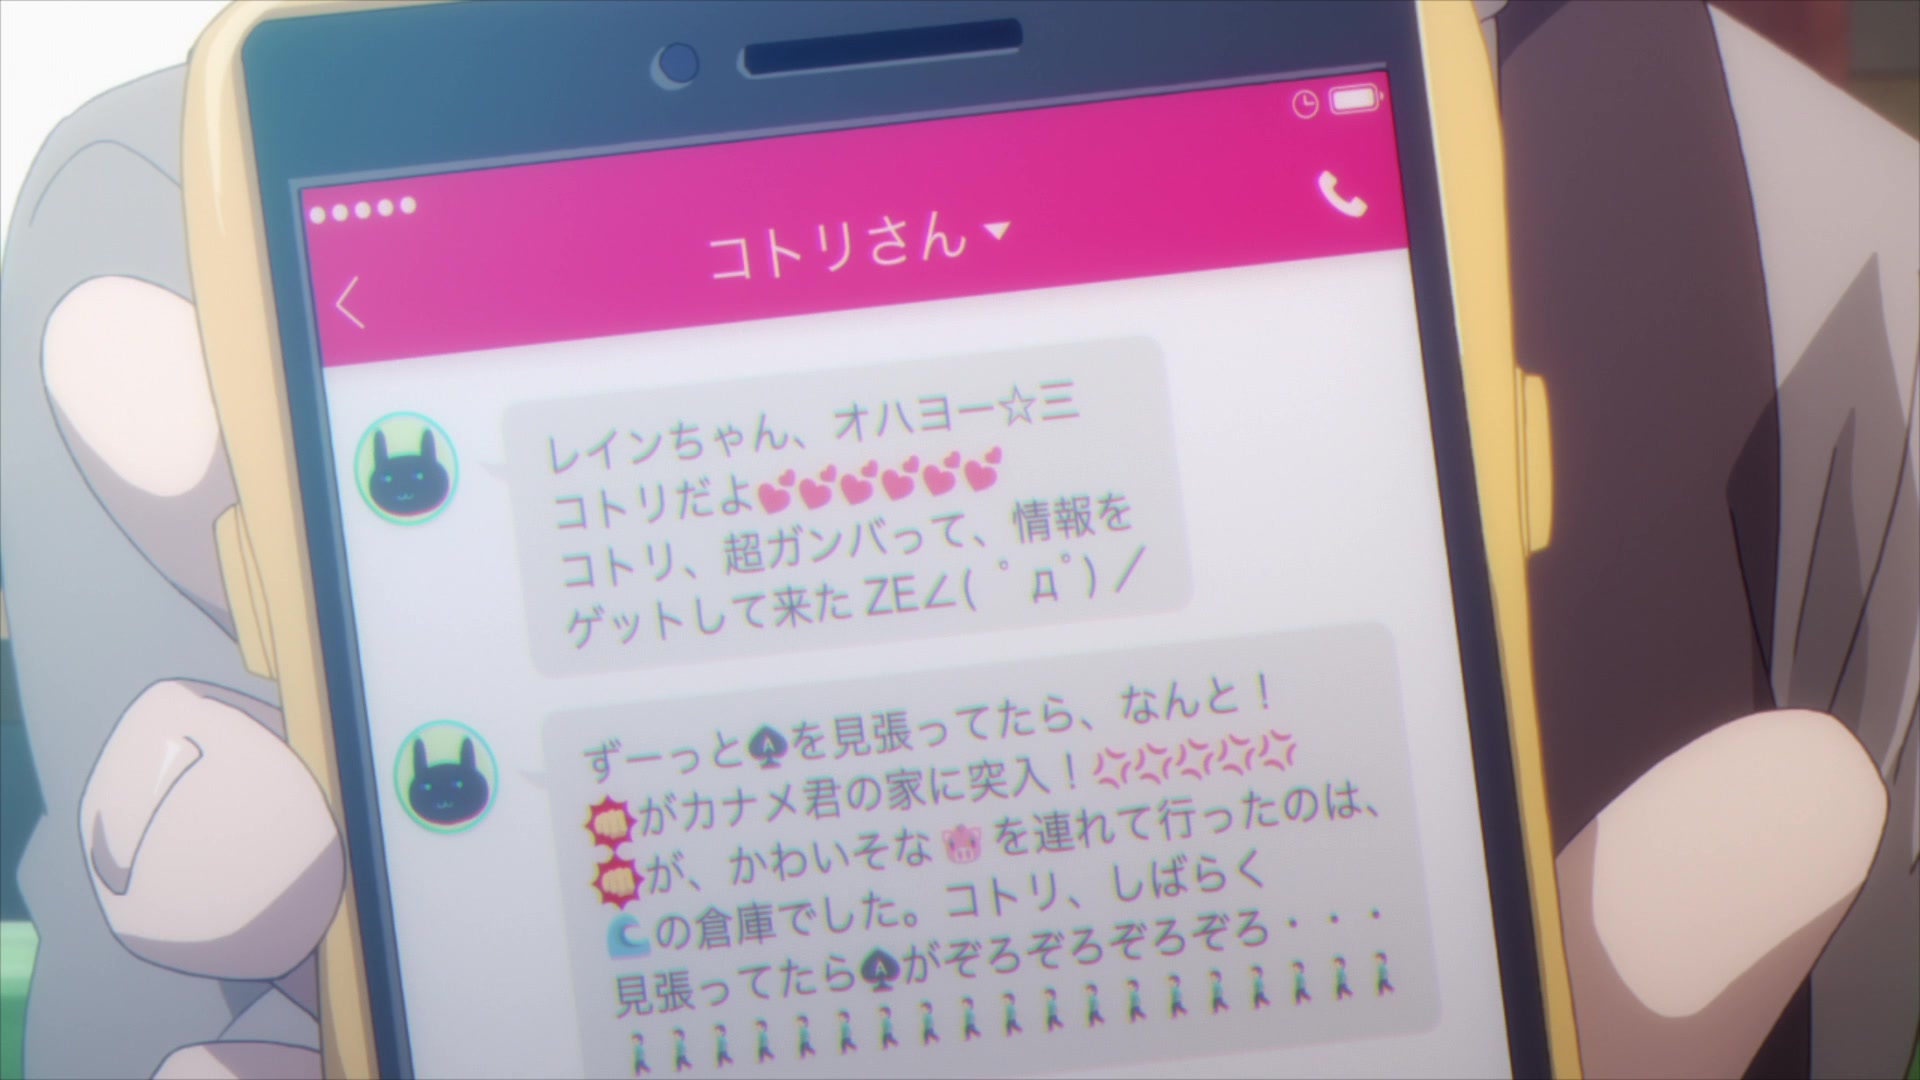 コトリさん▼
レインちゃん、オハヨー☆三
コトリだよ💕💕💕💕💕💕
コトリ、超ガンバって、情報を
ゲットして来た ZE∠( ﾟ дﾟ)／
ずーっと♠を見張ってたら、なんと！
👊がカナメ君の家に突入！💢💢💢💢💢
👊が、かわいそな🐷を連れて行ったのは、
🌊の倉庫でした。コトリ、しばらく
見張ってたら♠がぞろぞろぞろぞろ・・・
🚶🚶🚶🚶🚶🚶🚶🚶🚶🚶🚶🚶🚶🚶🚶🚶🚶🚶🚶